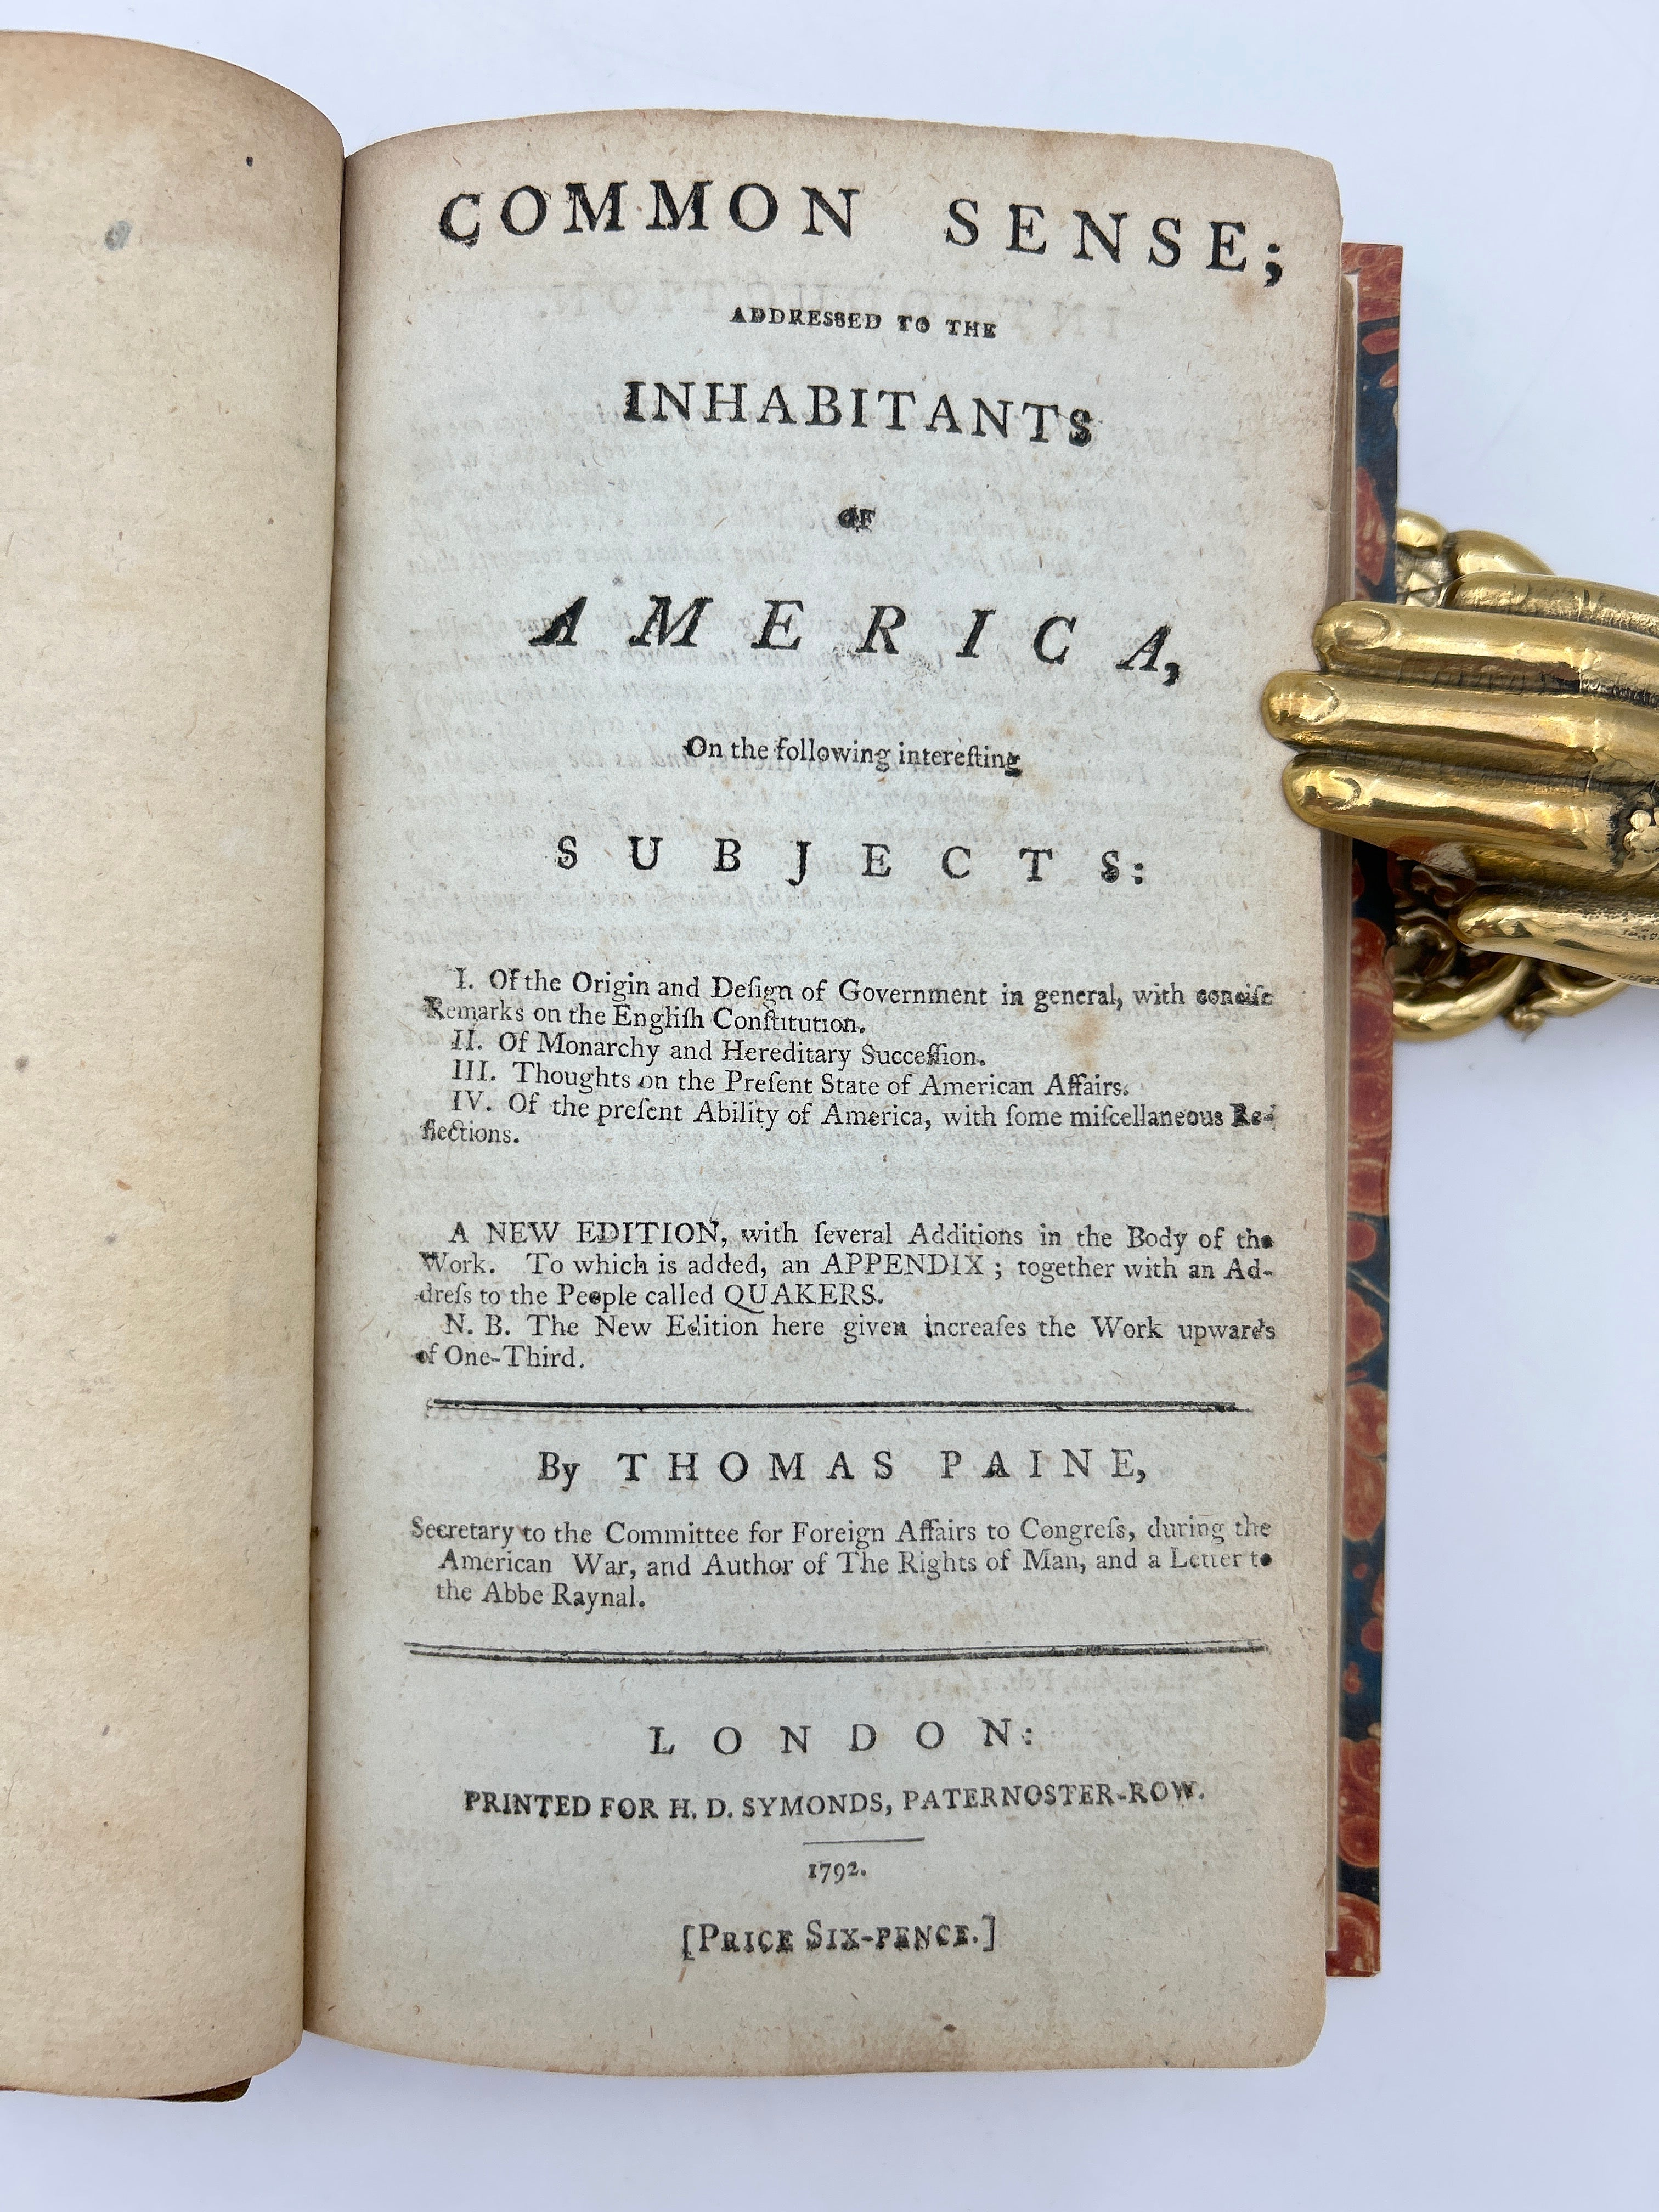 COMMON SENSE;
ADDRESSED TO THE
INHABITANTS
OF
AMERICA,
On the following intereſting
SUBJECTS:
I. Of the Origin and Deſign of Government in general, with conciſe
Remarks on the Engliſh Conſtitution.
II. Of Monarchy and Hereditary Succeſſion.
III. Thoughts on the Preſent State of American Affairs.
IV. Of the preſent Ability of America, with ſome miſcellaneous Re-
flections.
A NEW EDITION, with ſeveral Additions in the Body of the
Work. To which is added, an APPENDIX ; together with an Ad-
dreſs to the People called QUAKERS.
N. B. The New Edition here given increaſes the Work upwards
of One-Third.
By THOMAS PAINE,
Secretary to the Committee for Foreign Affairs to Congreſs, during the
American War, and Author of The Rights of Man, and a Letter to
the Abbe Raynal.
LONDON:
PRINTED FOR H. D. SYMONDS, PATERNOSTER-ROW.
1792.
[PRICE SIX-PENCE.]